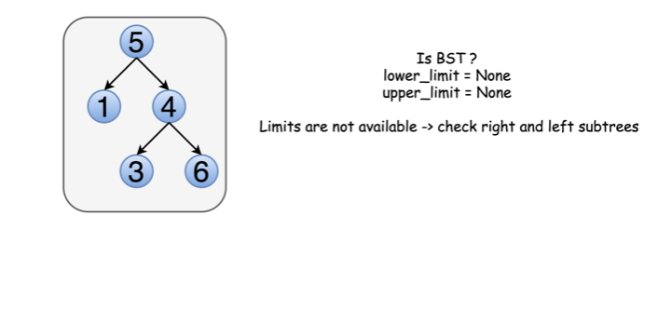 5
1 4
3 6
Is BST ?
lower_limit = None
upper_limit = None
Limits are not available -> check right and left subtrees